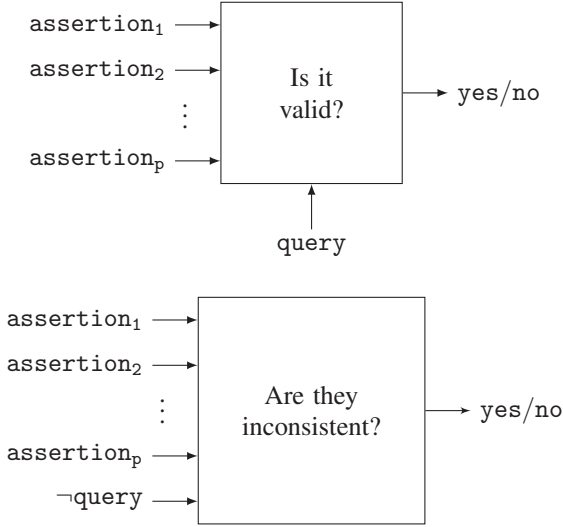 assertion₁
assertion₂
⋮
assertionₚ
Is it
valid?
yes/no
query
assertion₁
assertion₂
⋮
assertionₚ
¬query
Are they
inconsistent?
yes/no